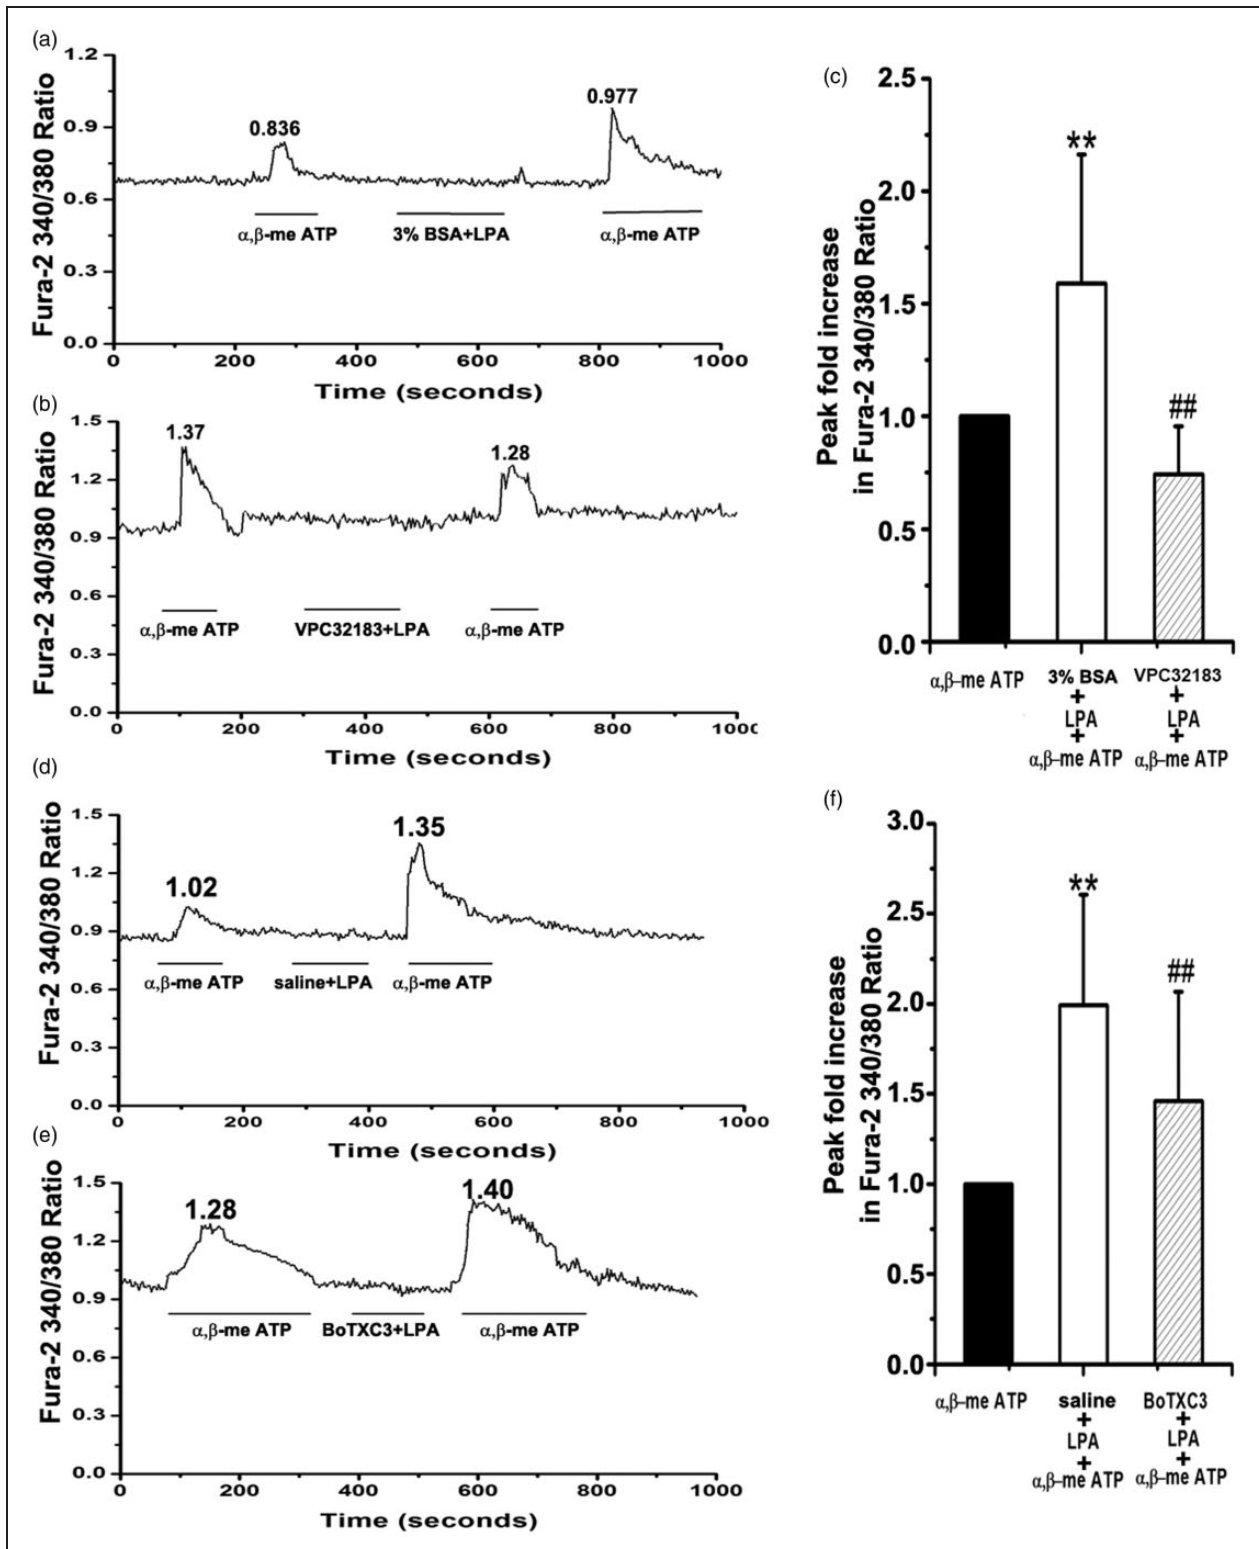 (a)
1.2
0.9
0.6
0.3
0.0
Fura-2 340/380 Ratio
0.836
0.977
α,β-me ATP
3% BSA+LPA
α,β-me ATP
0
200
400
600
800
1000
Time (seconds)
(b)
1.5
1.2
0.9
0.6
0.3
0.0
Fura-2 340/380 Ratio
1.37
1.28
α,β-me ATP
VPC32183+LPA
α,β-me ATP
0
200
400
600
800
1000
Time (seconds)
(c)
2.5
2.0
1.5
1.0
0.5
0.0
Peak fold increase
in Fura-2 340/380 Ratio
**
##
α,β–me ATP
3% BSA
+
LPA
+
α,β–me ATP
VPC32183
+
LPA
+
α,β–me ATP
(d)
1.5
1.2
0.9
0.6
0.3
0.0
Fura-2 340/380 Ratio
1.02
1.35
α,β-me ATP
saline+LPA
α,β-me ATP
0
200
400
600
800
1000
Time (seconds)
(e)
1.5
1.2
0.9
0.6
0.3
0.0
Fura-2 340/380 Ratio
1.28
1.40
α,β-me ATP
BoTXC3+LPA
α,β-me ATP
0
200
400
600
800
1000
Time (seconds)
(f)
3.0
2.5
2.0
1.5
1.0
0.5
0.0
Peak fold increase
in Fura-2 340/380 Ratio
**
##
α,β–me ATP
saline
+
LPA
+
α,β–me ATP
BoTXC3
+
LPA
+
α,β–me ATP